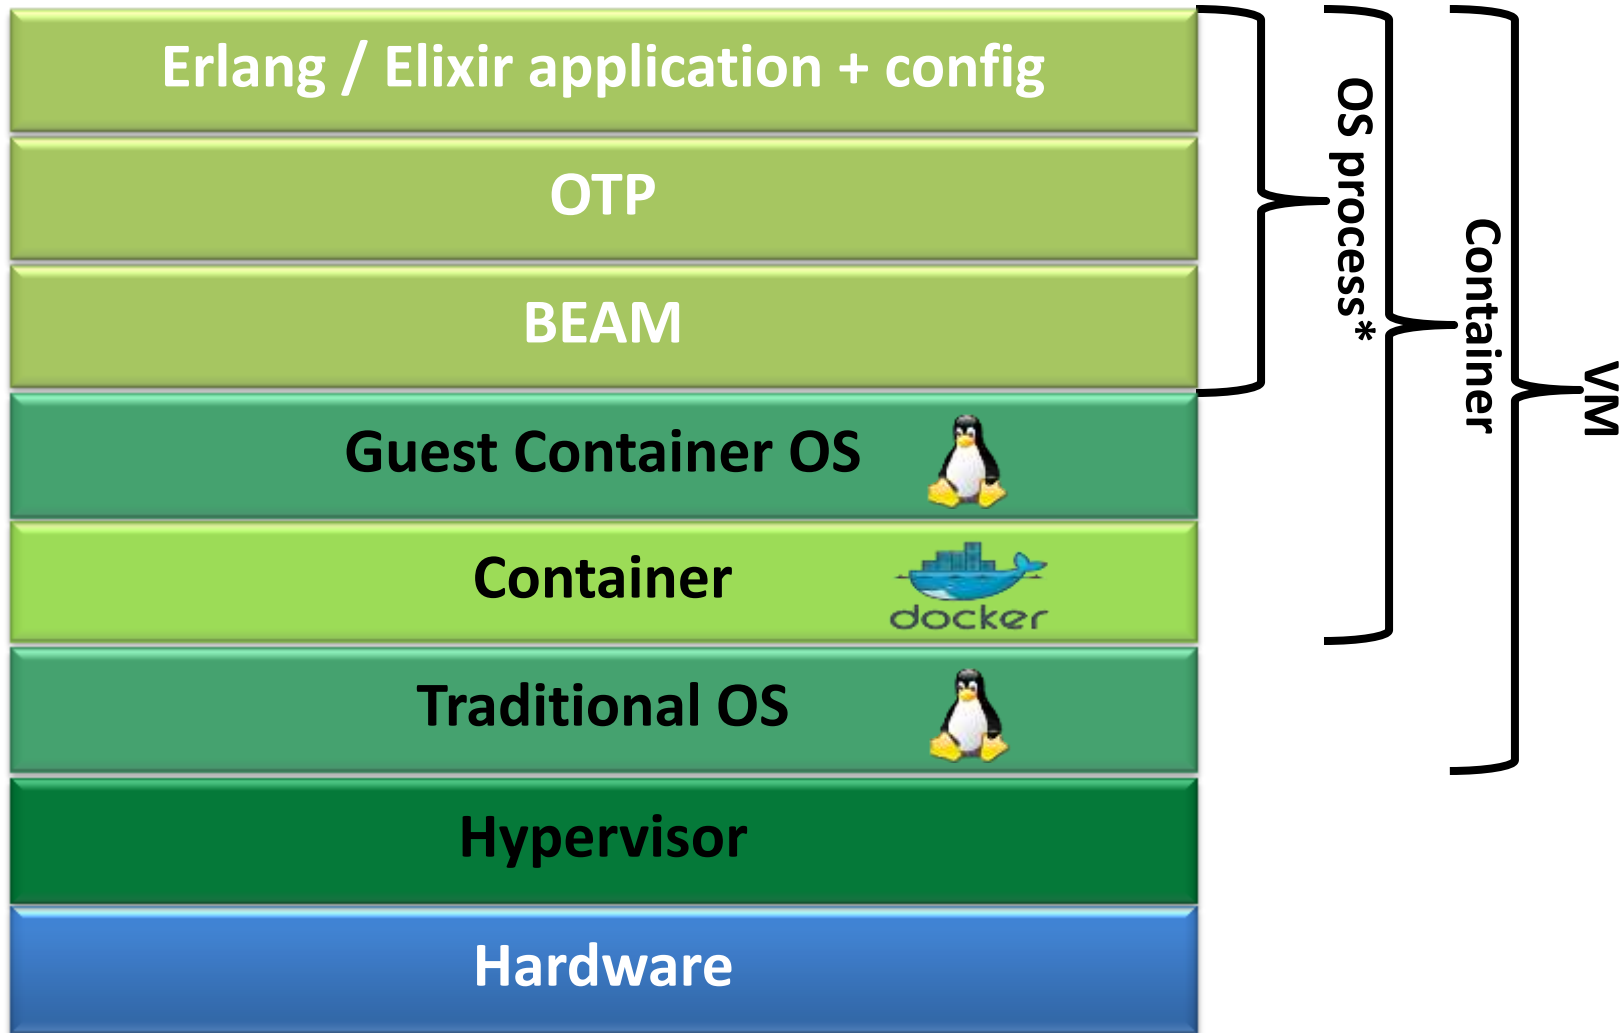 Erlang / Elixir application + config
OTP
BEAM
Guest Container OS
Container
docker
Traditional OS
Hypervisor
Hardware
OS process*
Container
VM